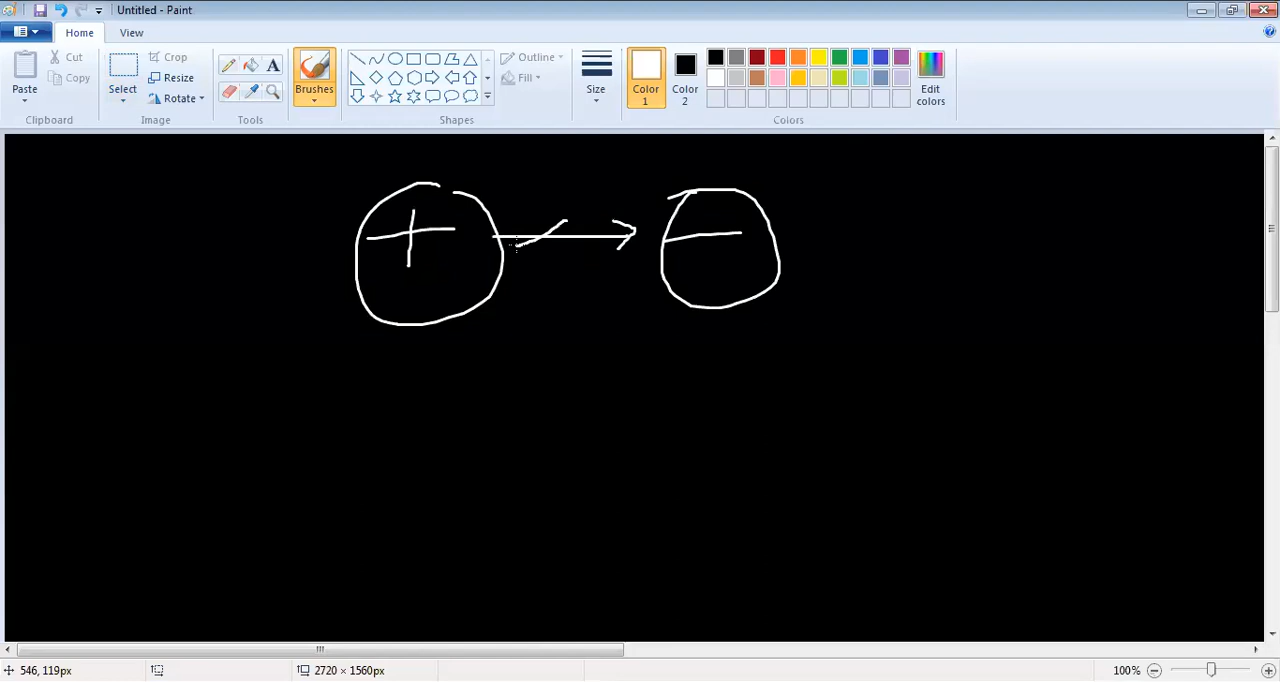 Untitled - Paint
Home View
Paste Cut Copy Clipboard
Select Crop Resize Rotate Image
A Tools
Brushes
Outline Fill Shapes
Size
Color 1 Color 2 Edit colors Colors
+ → −
546, 119px 2720 × 1560px 100%